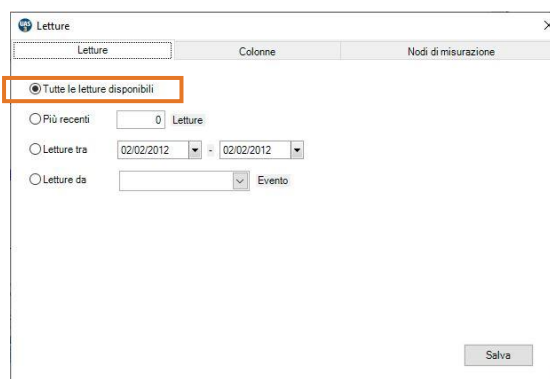 UAS
Letture
Letture Colonne Nodi di misurazione
Tutte le letture disponibili
Più recenti 0 Letture
Letture tra 02/02/2012 - 02/02/2012
Letture da Evento
Salva